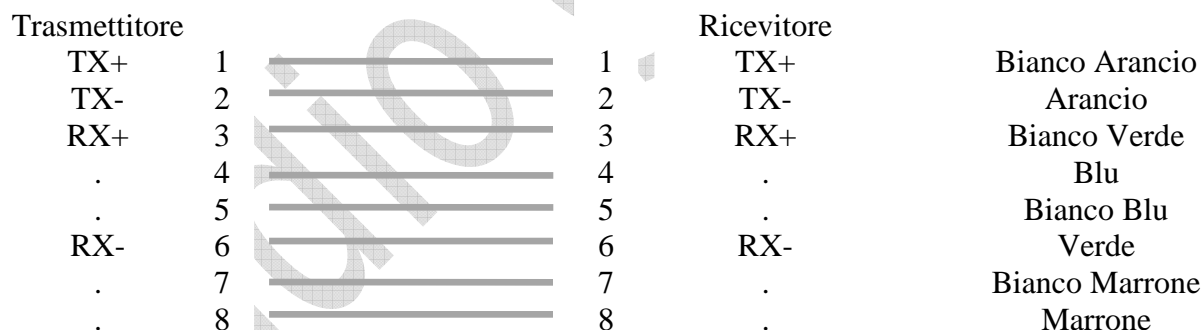 Trasmettitore Ricevitore
TX+ 1 1 TX+ Bianco Arancio
TX- 2 2 TX- Arancio
RX+ 3 3 RX+ Bianco Verde
. 4 4 . Blu
. 5 5 . Bianco Blu
RX- 6 6 RX- Verde
. 7 7 . Bianco Marrone
. 8 8 . Marrone